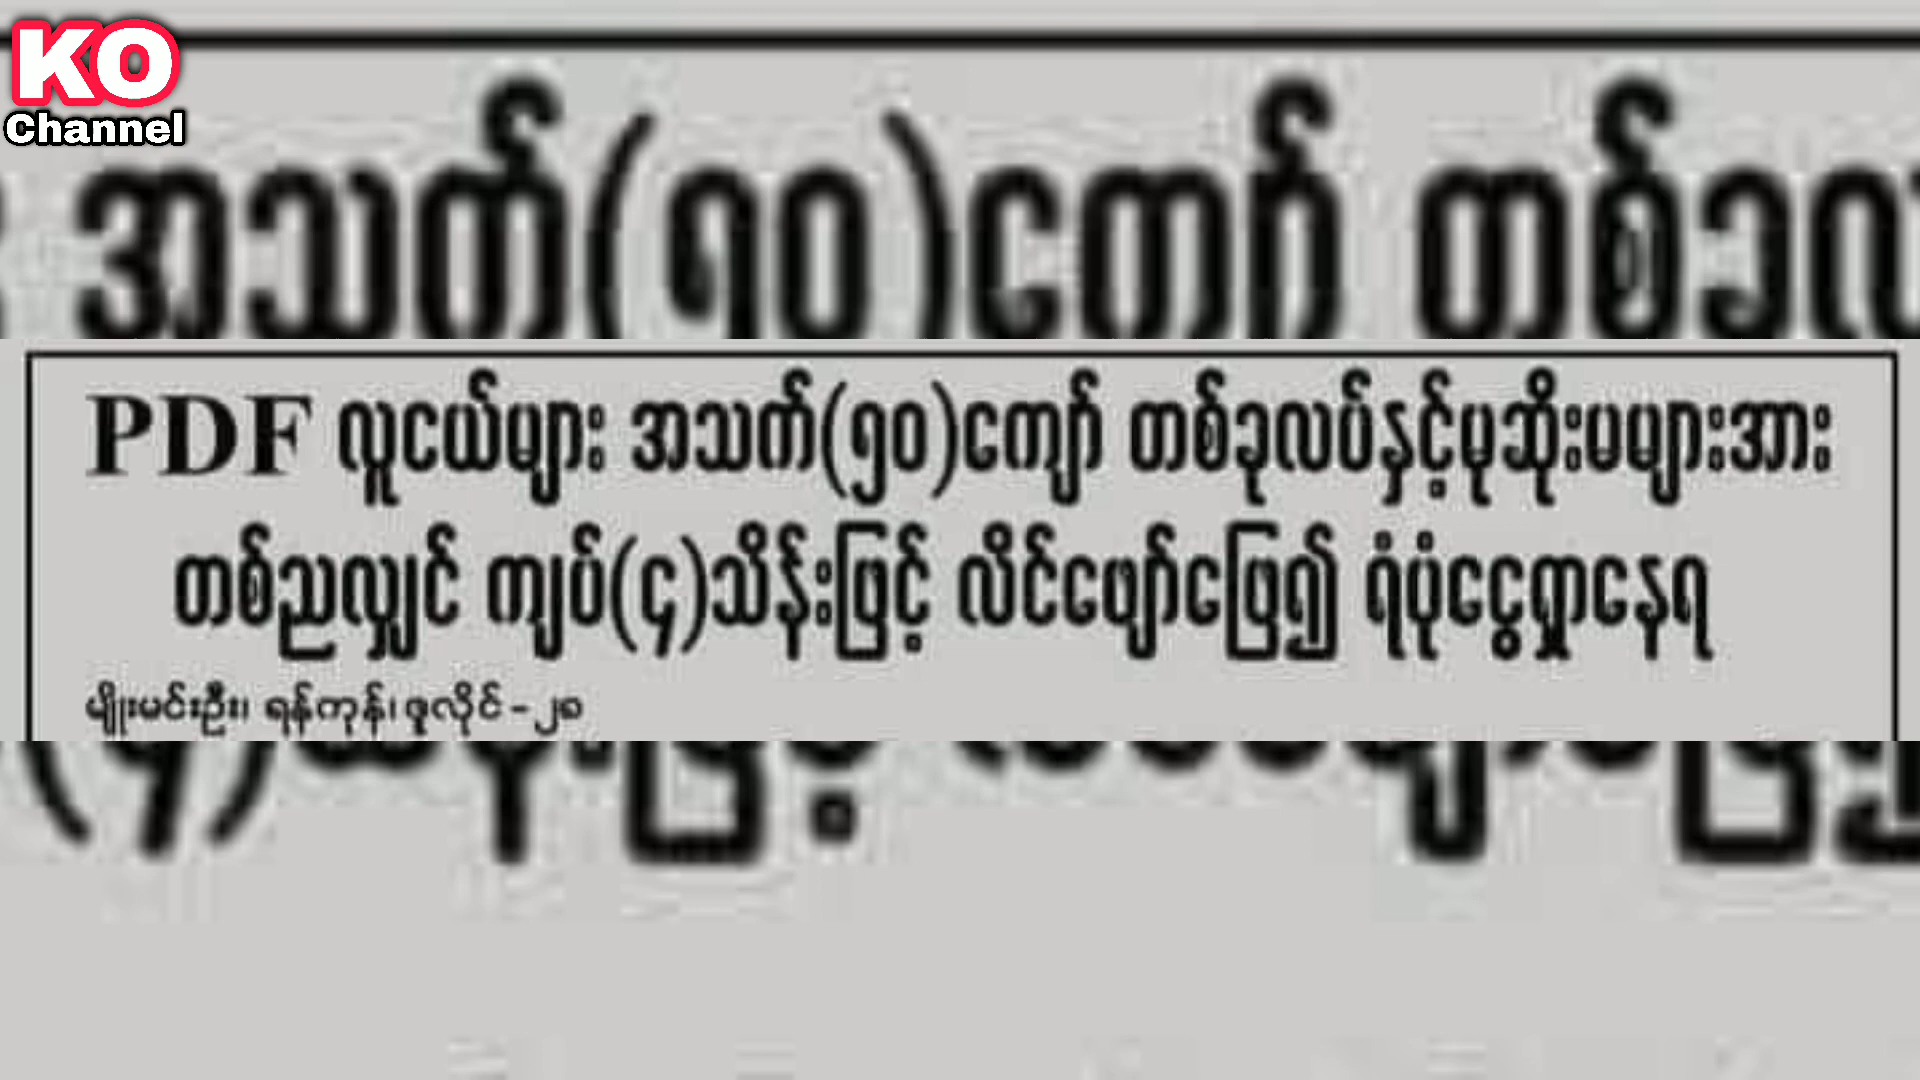 KO
Channel
အသက်(၅၀)ကျော် တစ်ခုလ
PDF လူငယ်များ အသက်(၅၀)ကျော် တစ်ခုလပ်နှင့်မုဆိုးမများအား
တစ်ညလျှင် ကျပ်(၄)သိန်းဖြင့် လိင်ဖျော်ဖြေ၍ ရံပုံငွေရှာနေရ
မျိုးမင်းဦး၊ ရန်ကုန်၊ ဇူလိုင် - ၂၈